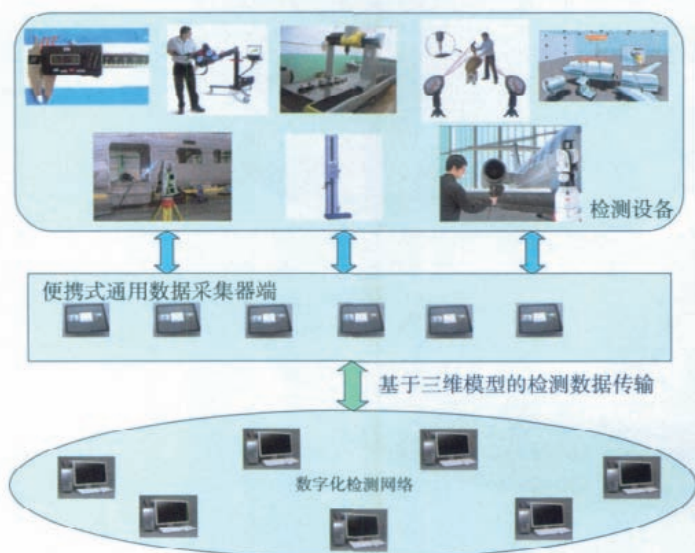 检测设备
便携式通用数据采集器端
基于三维模型的检测数据传输
数字化检测网络